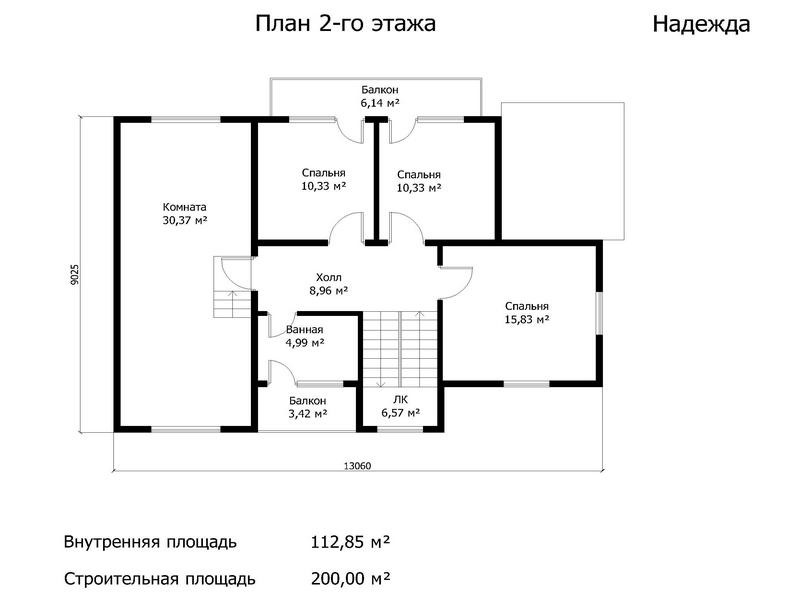 План 2-го этажа
Надежда
Балкон
6,14 м²
Спальня
10,33 м²
Спальня
10,33 м²
Комната
30,37 м²
Холл
8,96 м²
Спальня
15,83 м²
9025
Ванная
4,99 м²
Балкон
3,42 м²
ЛК
6,57 м²
13060
Внутренняя площадь 112,85 м²
Строительная площадь 200,00 м²